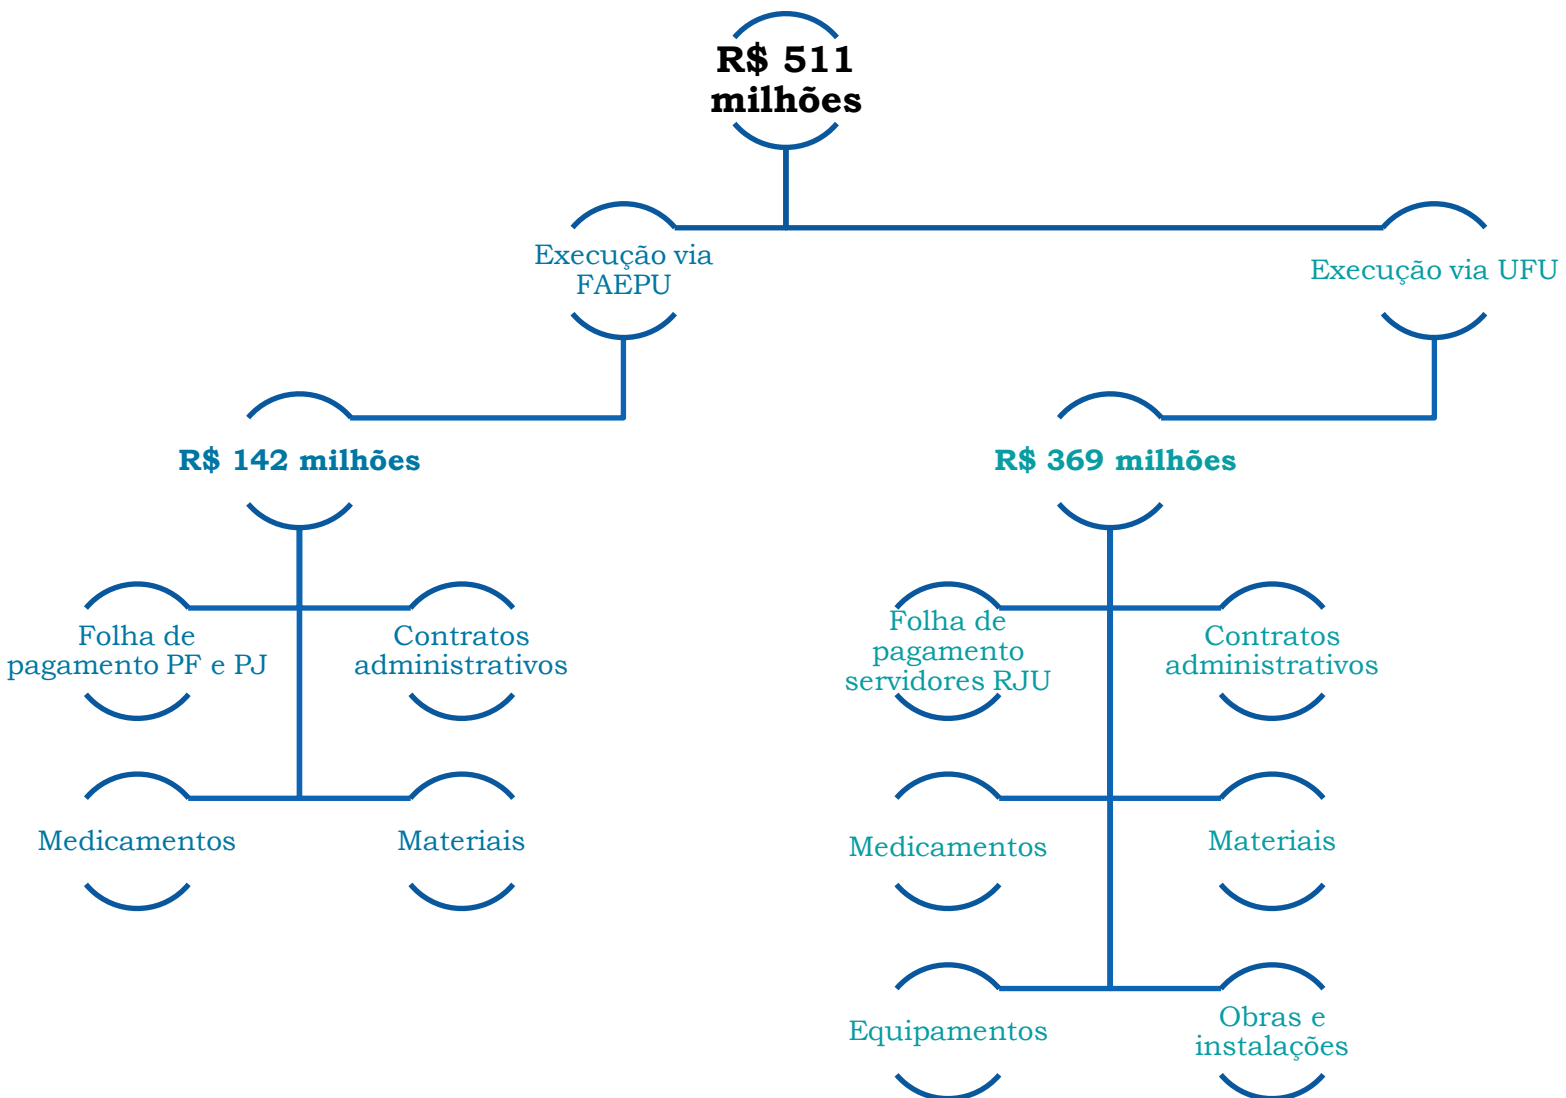 R$ 511
milhões
Execução via
FAEPU
Execução via UFU
R$ 142 milhões
R$ 369 milhões
Folha de
pagamento PF e PJ
Contratos
administrativos
Folha de
pagamento
servidores RJU
Contratos
administrativos
Medicamentos
Materiais
Medicamentos
Materiais
Equipamentos
Obras e
instalações